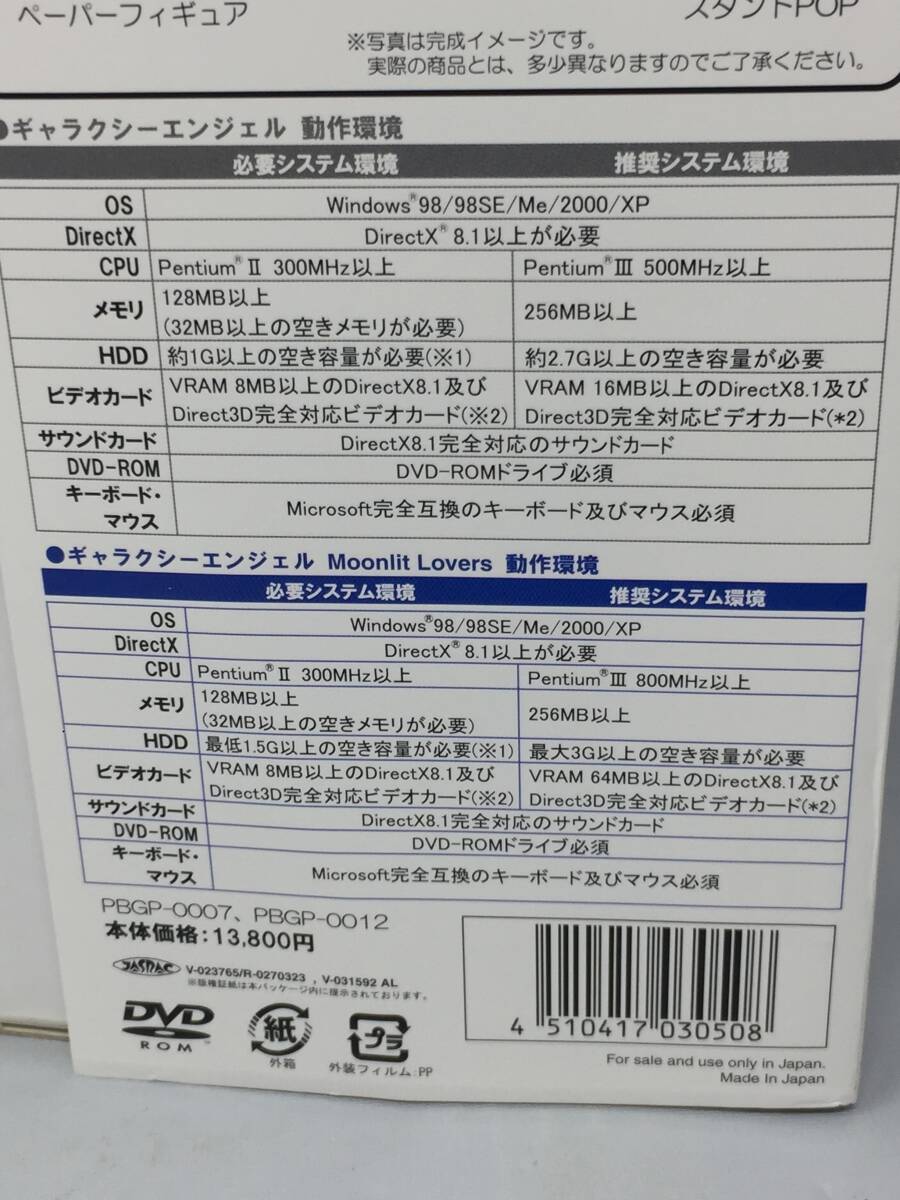 ペーパーフィギュア
スタンドPOP
※写真は完成イメージです。
実際の商品とは、多少異なりますのでご了承ください。
●ギャラクシーエンジェル 動作環境
必要システム環境 推奨システム環境
OS Windows®98/98SE/Me/2000/XP
DirectX DirectX®8.1以上が必要
CPU Pentium®Ⅱ 300MHz以上 Pentium®Ⅲ 500MHz以上
メモリ 128MB以上
(32MB以上の空きメモリが必要) 256MB以上
HDD 約1G以上の空き容量が必要(※1) 約2.7G以上の空き容量が必要
ビデオカード VRAM 8MB以上のDirectX8.1及び
Direct3D完全対応ビデオカード(※2) VRAM 16MB以上のDirectX8.1及び
Direct3D完全対応ビデオカード(*2)
サウンドカード DirectX8.1完全対応のサウンドカード
DVD-ROM DVD-ROMドライブ必須
キーボード・
マウス Microsoft完全互換のキーボード及びマウス必須
●ギャラクシーエンジェル Moonlit Lovers 動作環境
必要システム環境 推奨システム環境
OS Windows®98/98SE/Me/2000/XP
DirectX DirectX®8.1以上が必要
CPU Pentium®Ⅱ 300MHz以上 Pentium®Ⅲ 800MHz以上
メモリ 128MB以上
(32MB以上の空きメモリが必要) 256MB以上
HDD 最低1.5G以上の空き容量が必要(※1) 最大3G以上の空き容量が必要
ビデオカード VRAM 8MB以上のDirectX8.1及び
Direct3D完全対応ビデオカード(※2) VRAM 64MB以上のDirectX8.1及び
Direct3D完全対応ビデオカード(*2)
サウンドカード DirectX8.1完全対応のサウンドカード
DVD-ROM DVD-ROMドライブ必須
キーボード・
マウス Microsoft完全互換のキーボード及びマウス必須
PBGP-0007、PBGP-0012
本体価格：13,800円
JASRAC V-023765/R-0270323 , V-031592 AL
※版権証紙は本パッケージ内に提示されております。
DVD
ROM
紙
外箱
プラ
外装フィルム:PP
4 510417 030508
For sale and use only in Japan.
Made In Japan